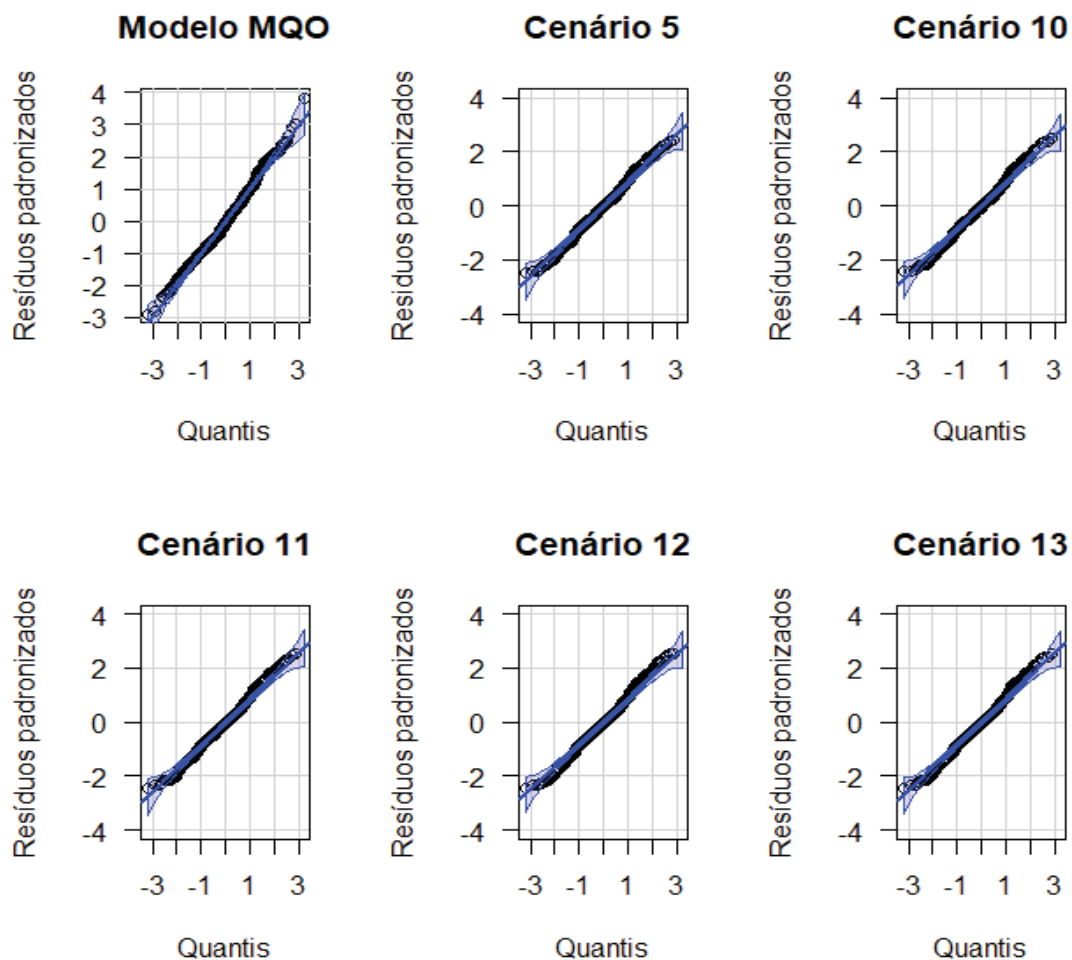 Modelo MQO
Resíduos padronizados
4
3
2
1
0
-1
-2
-3
-3 -1 1 3
Quantis
Cenário 5
Resíduos padronizados
4
2
0
-2
-4
-3 -1 1 3
Quantis
Cenário 10
Resíduos padronizados
4
2
0
-2
-4
-3 -1 1 3
Quantis
Cenário 11
Resíduos padronizados
4
2
0
-2
-4
-3 -1 1 3
Quantis
Cenário 12
Resíduos padronizados
4
2
0
-2
-4
-3 -1 1 3
Quantis
Cenário 13
Resíduos padronizados
4
2
0
-2
-4
-3 -1 1 3
Quantis